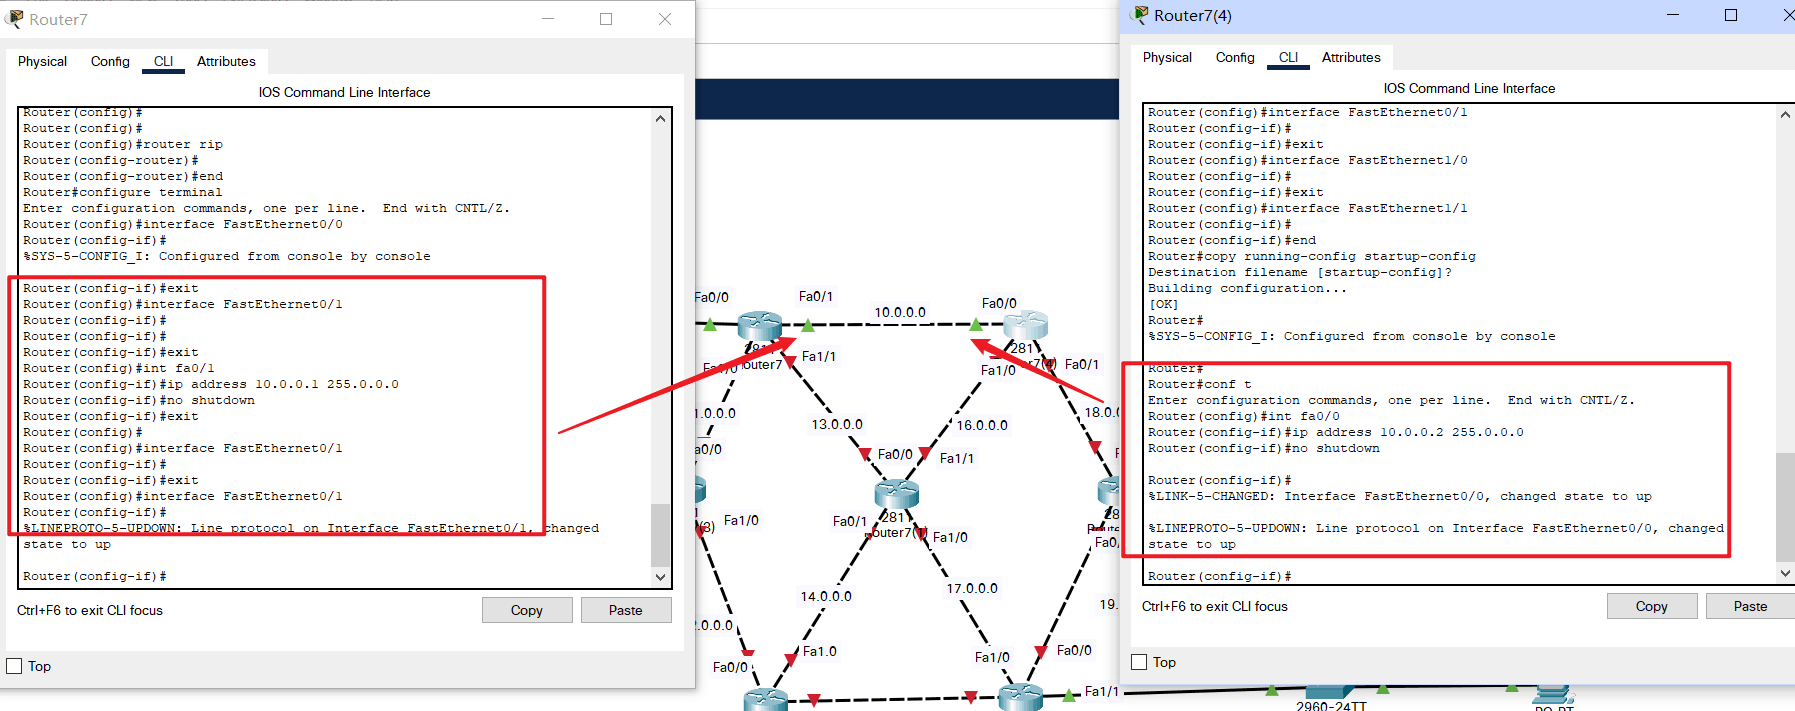 Router7
Physical
Config
CLI
Attributes
IOS Command Line Interface
Router(config)#
Router(config)#
Router(config)#router rip
Router(config-router)#
Router(config-router)#end
Router#configure terminal
Enter configuration commands, one per line.  End with CNTL/Z.
Router(config)#interface FastEthernet0/0
Router(config-if)#
%SYS-5-CONFIG_I: Configured from console by console
Router(config-if)#exit
Router(config)#interface FastEthernet0/1
Router(config-if)#
Router(config-if)#
Router(config-if)#exit
Router(config)#int fa0/1
Router(config-if)#ip address 10.0.0.1 255.0.0.0
Router(config-if)#no shutdown
Router(config-if)#exit
Router(config)#
Router(config)#interface FastEthernet0/1
Router(config-if)#
Router(config-if)#exit
Router(config)#interface FastEthernet0/1
Router(config-if)#
%LINEPROTO-5-UPDOWN: Line protocol on Interface FastEthernet0/1, changed
state to up
Router(config-if)#
Ctrl+F6 to exit CLI focus
Copy
Paste
Top
Fa0/0
Fa0/1
10.0.0.0
Fa0/0
2811
Fa1/1
Fa1/0
Fa1/0
Fa0/1
13.0.0.0
16.0.0.0
Fa0/0
Fa1/1
2811
Router7(1)
Fa0/1
Fa1/0
Fa1/0
14.0.0.0
17.0.0.0
Fa1.0
Fa0/0
Fa1/0
Fa0/0
Fa1/1
2960-24TT
Router7(4)
Physical
Config
CLI
Attributes
IOS Command Line Interface
Router(config)#interface FastEthernet0/1
Router(config-if)#
Router(config-if)#exit
Router(config)#interface FastEthernet1/0
Router(config-if)#
Router(config-if)#exit
Router(config)#interface FastEthernet1/1
Router(config-if)#
Router(config-if)#end
Router#copy running-config startup-config
Destination filename [startup-config]?
Building configuration...
[OK]
Router#
%SYS-5-CONFIG_I: Configured from console by console
Router#
Router#conf t
Enter configuration commands, one per line.  End with CNTL/Z.
Router(config)#int fa0/0
Router(config-if)#ip address 10.0.0.2 255.0.0.0
Router(config-if)#no shutdown
Router(config-if)#
%LINK-5-CHANGED: Interface FastEthernet0/0, changed state to up
%LINEPROTO-5-UPDOWN: Line protocol on Interface FastEthernet0/0, changed
state to up
Router(config-if)#
Ctrl+F6 to exit CLI focus
Copy
Paste
Top